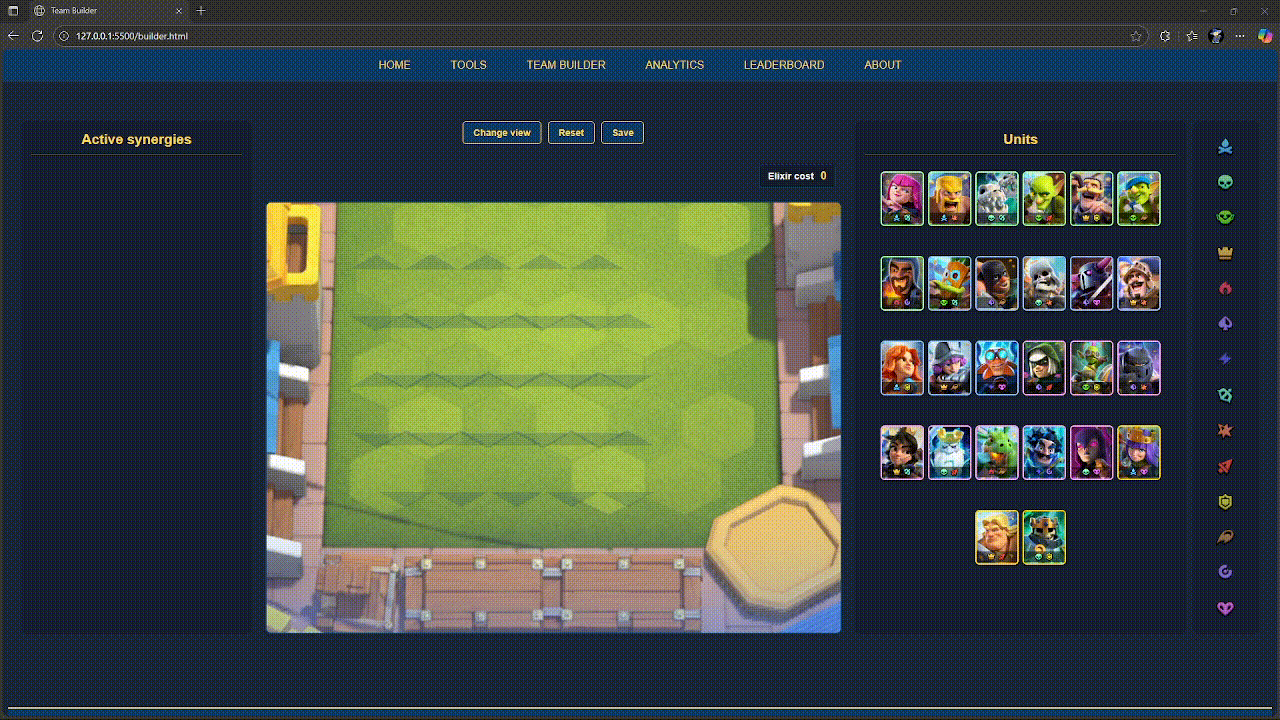 Team Builder
127.0.0.1:5500/builder.html
HOME TOOLS TEAM BUILDER ANALYTICS LEADERBOARD ABOUT
Active synergies
Change view Reset Save
Elixir cost 0
Units